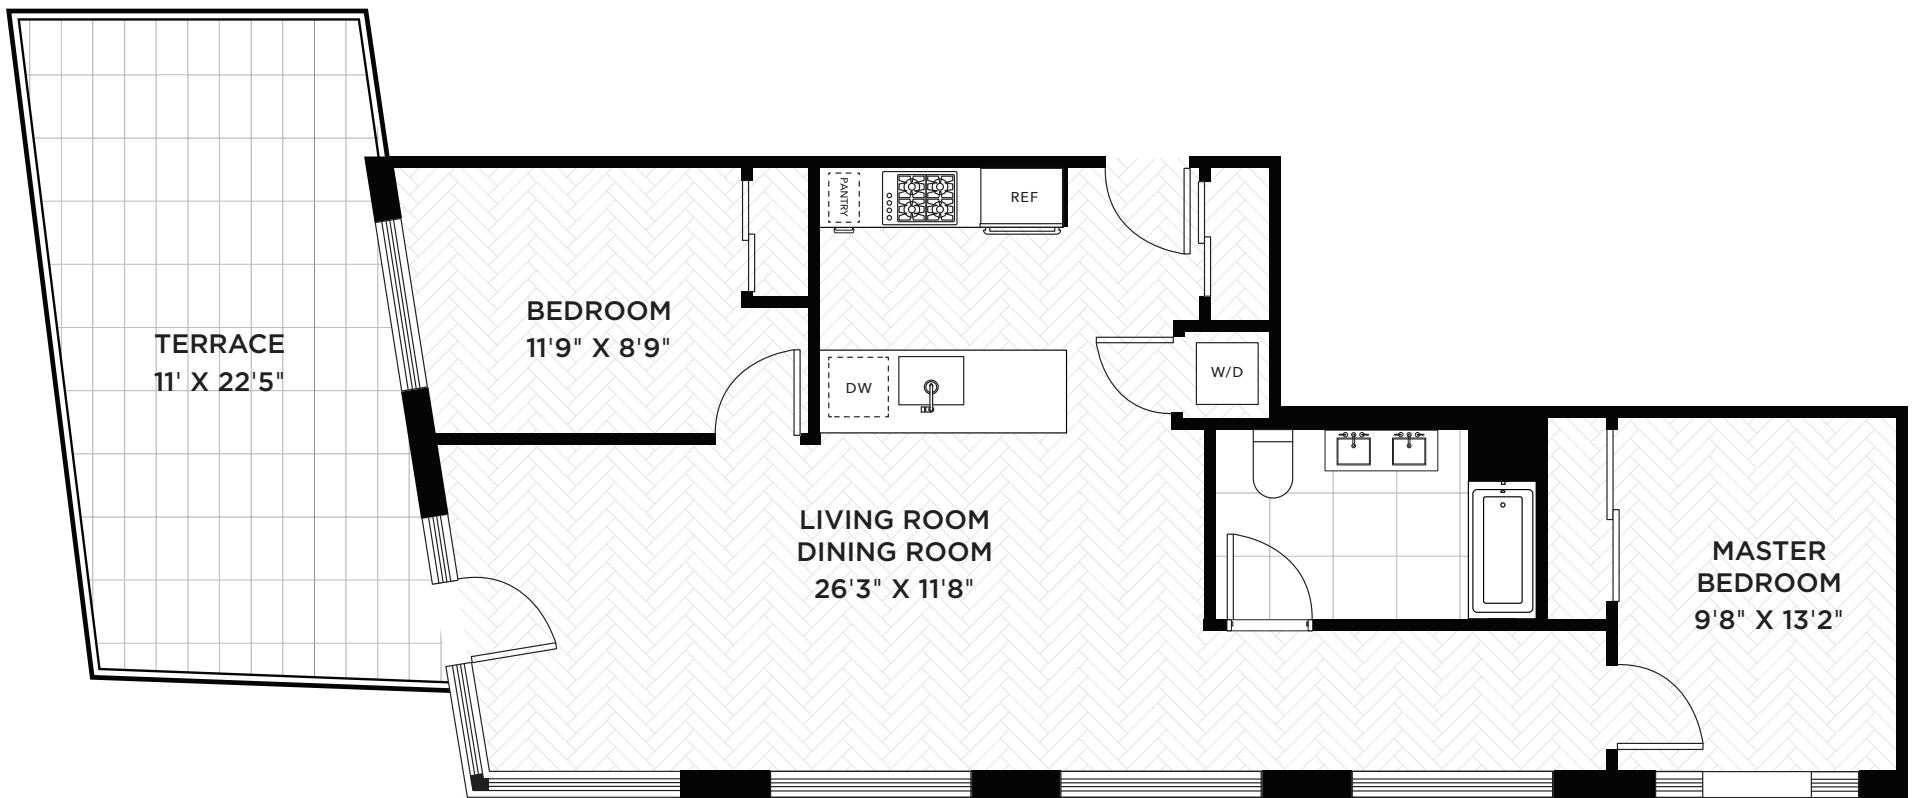 TERRACE
11' X 22'5"
BEDROOM
11'9" X 8'9"
PANTRY
REF
DW
W/D
LIVING ROOM
DINING ROOM
26'3" X 11'8"
MASTER
BEDROOM
9'8" X 13'2"